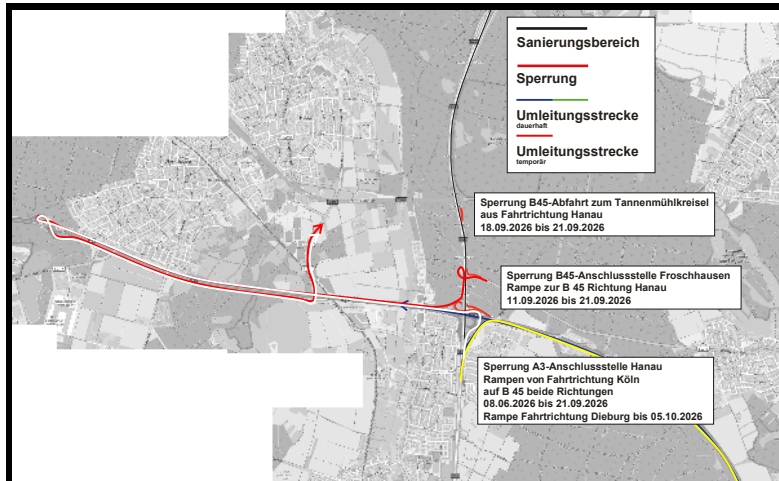 Sanierungsbereich
Sperrung
Umleitungsstrecke
dauerhaft
Umleitungsstrecke
temporär
Sperrung B45-Abfahrt zum Tannenmühlkreisel
aus Fahrtrichtung Hanau
18.09.2026 bis 21.09.2026
Sperrung B45-Anschlussstelle Froschhausen
Rampe zur B 45 Richtung Hanau
11.09.2026 bis 21.09.2026
Sperrung A3-Anschlussstelle Hanau
Rampen von Fahrtrichtung Köln
auf B 45 beide Richtungen
08.06.2026 bis 21.09.2026
Rampe Fahrtrichtung Dieburg bis 05.10.2026